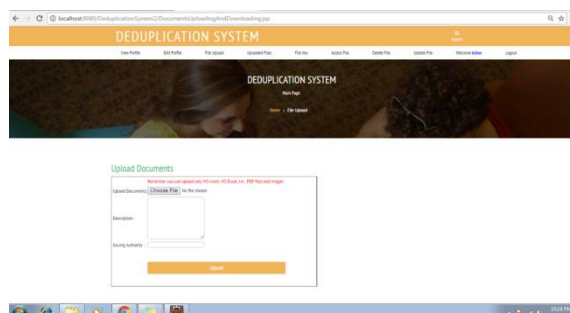 localhost:8080/DeduplicationSystem2/DocumentsUploadingAndDownloading.jsp
DEDUPLICATION SYSTEM
View Profile Edit Profile File Upload Uploaded Files File Key Access File Delete File Update File Welcome Logout
DEDUPLICATION SYSTEM
Main Page
Home File Upload
Upload Documents
Remember you can upload only MS word, MS Excel, txt , PDF files and images
Upload Documents: Choose File No file chosen
Description :
Issuing Authority :
Upload